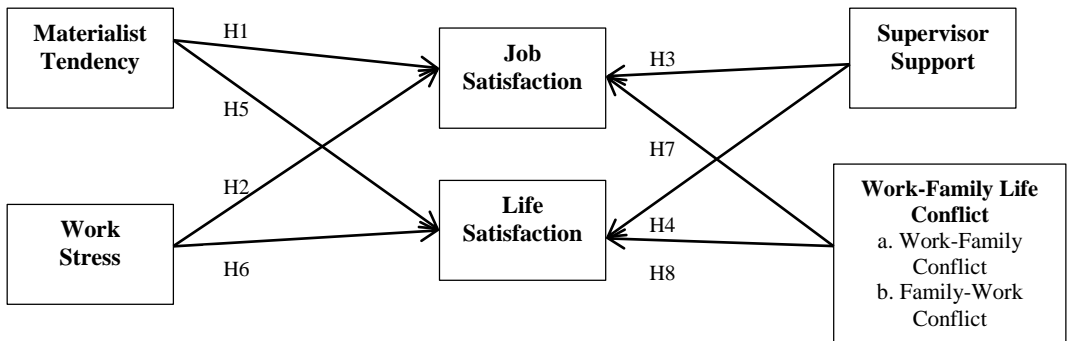 Materialist
Tendency
H1
H5
H2
Work
Stress
H6
Job
Satisfaction
Life
Satisfaction
H3
H7
H4
H8
Supervisor
Support
Work-Family Life
Conflict
a. Work-Family
Conflict
b. Family-Work
Conflict